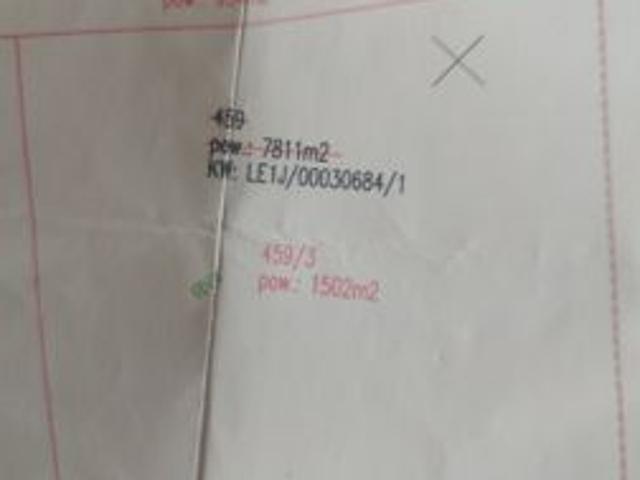 459
pow.: 7811m2
KW: LE1J/00030684/1
459/3
pow.: 1502m2